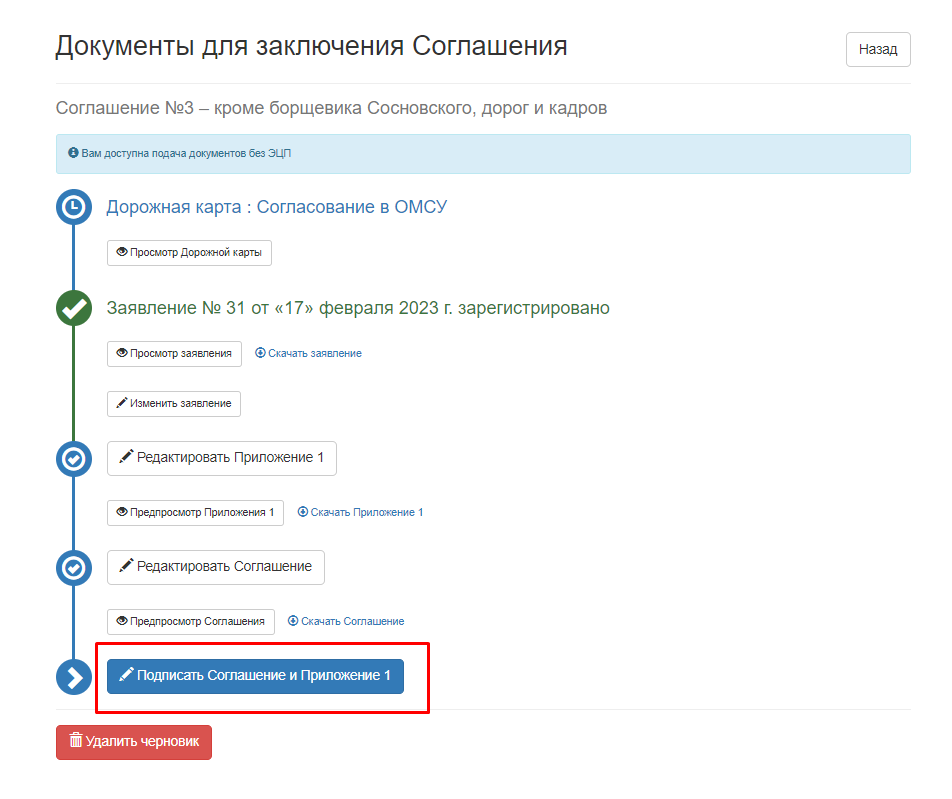 Документы для заключения Соглашения
Назад
Соглашение №3 – кроме борщевика Сосновского, дорог и кадров
Вам доступна подача документов без ЭЦП
Дорожная карта : Согласование в ОМСУ
Просмотр Дорожной карты
Заявление № 31 от «17» февраля 2023 г. зарегистрировано
Просмотр заявления Скачать заявление
Изменить заявление
Редактировать Приложение 1
Предпросмотр Приложения 1 Скачать Приложение 1
Редактировать Соглашение
Предпросмотр Соглашения Скачать Соглашение
Подписать Соглашение и Приложение 1
Удалить черновик